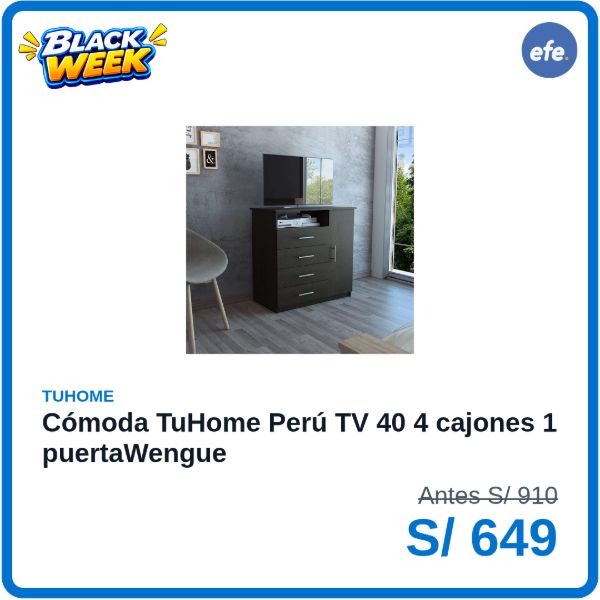 BLACK
WEEK
efe.
&
TUHOME
Cómoda TuHome Perú TV 40 4 cajones 1
puertaWengue
Antes S/ 910
S/ 649